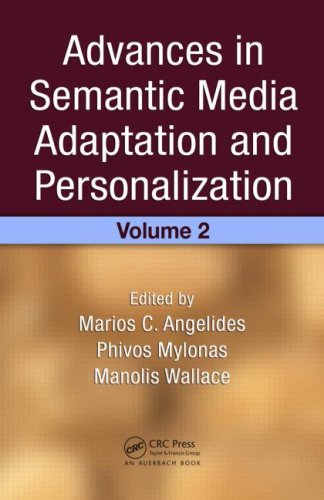 Advances in
Semantic Media
Adaptation and
Personalization
Volume 2
Edited by
Marios C. Angelides
Phivos Mylonas
Manolis Wallace
CRC
CRC Press
Taylor & Francis Group
AN AUERBACH BOOK